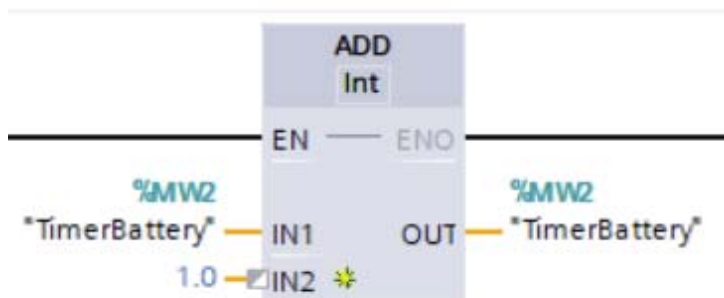 ADD
Int
EN ENO
%MW2 %MW2
"TimerBattery" IN1 OUT "TimerBattery"
1.0 IN2